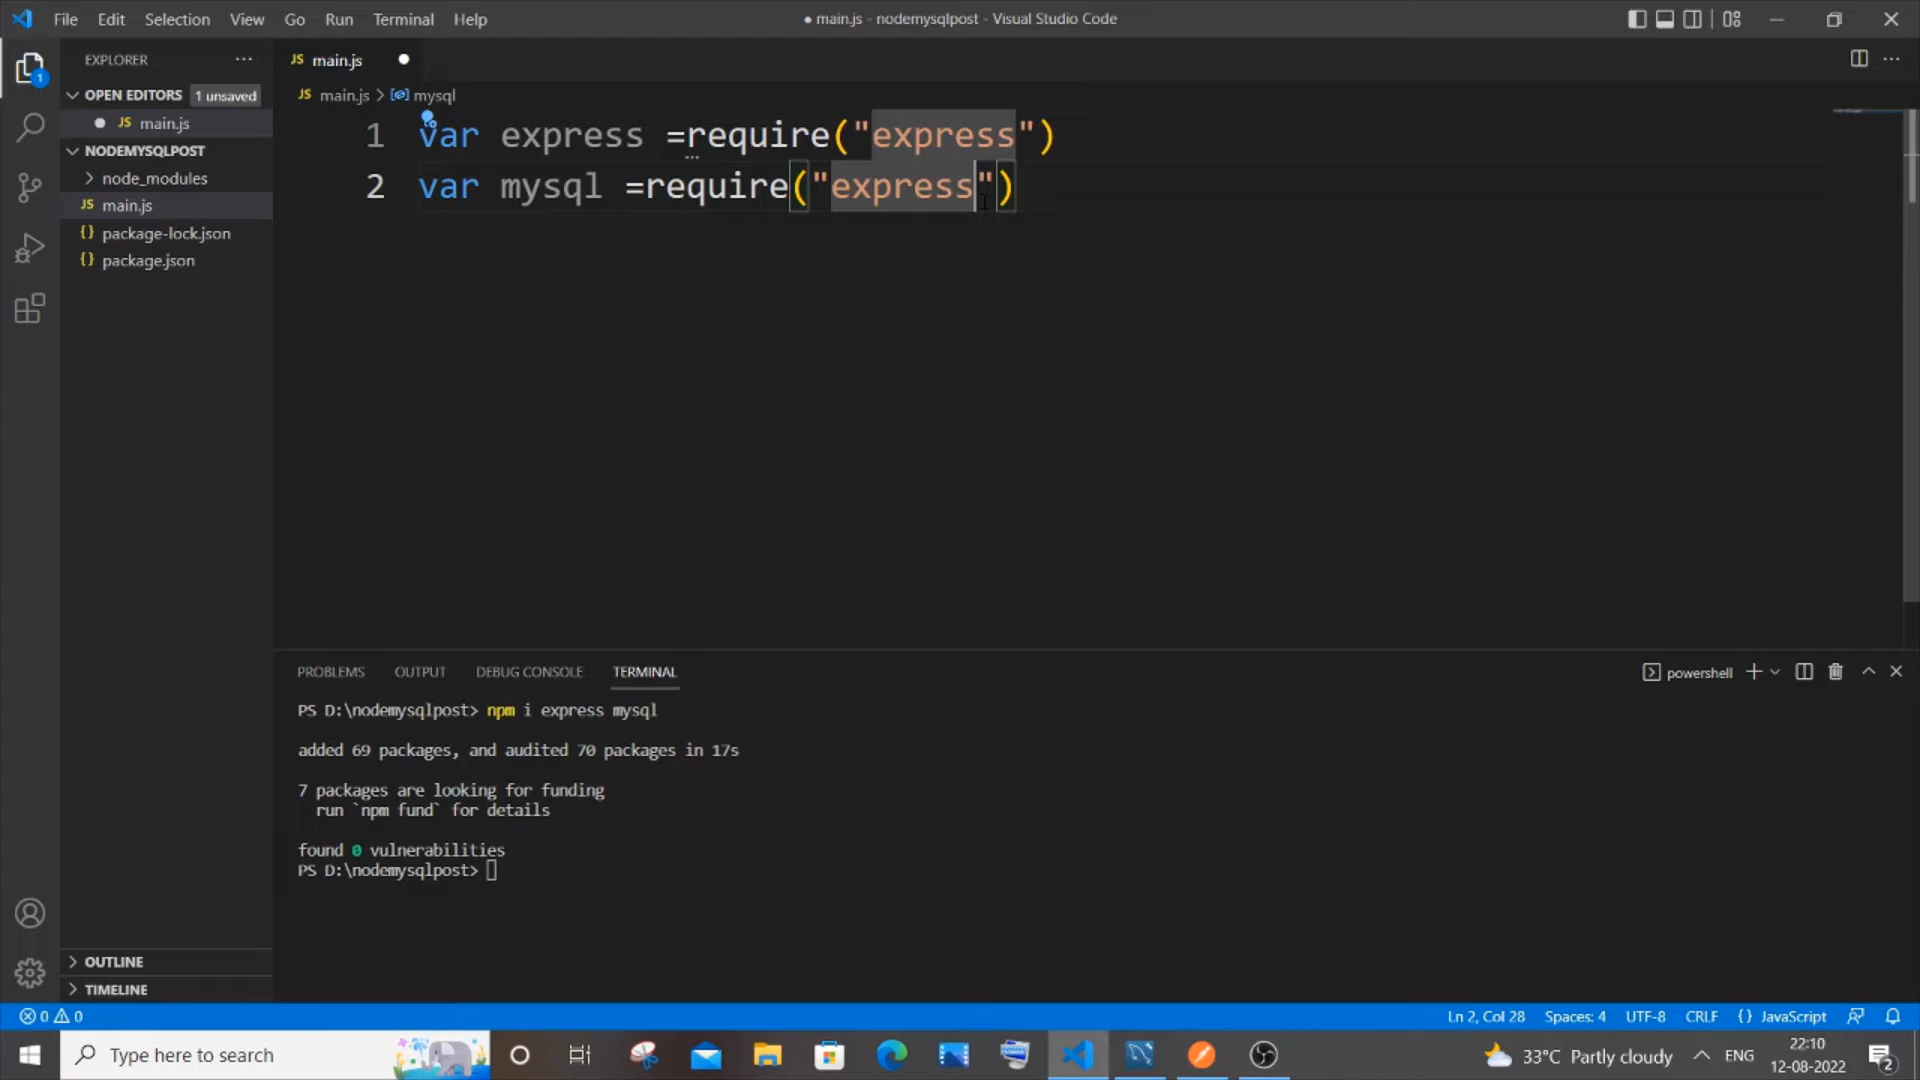 File Edit Selection View Go Run Terminal Help
● main.js - nodemysqlpost - Visual Studio Code
EXPLORER
OPEN EDITORS 1 unsaved
JS main.js
NODEMYSQLPOST
node_modules
JS main.js
{} package-lock.json
{} package.json
OUTLINE
TIMELINE
1
JS main.js
JS main.js > mysql
1 var express =require("express")
2 var mysql =require("express")
PROBLEMS OUTPUT DEBUG CONSOLE TERMINAL
powershell
PS D:\nodemysqlpost> npm i express mysql
added 69 packages, and audited 70 packages in 17s
7 packages are looking for funding
run `npm fund` for details
found 0 vulnerabilities
PS D:\nodemysqlpost>
0 0
Ln 2, Col 28 Spaces: 4 UTF-8 CRLF {} JavaScript
Type here to search
33°C Partly cloudy
ENG
22:10
12-08-2022
2